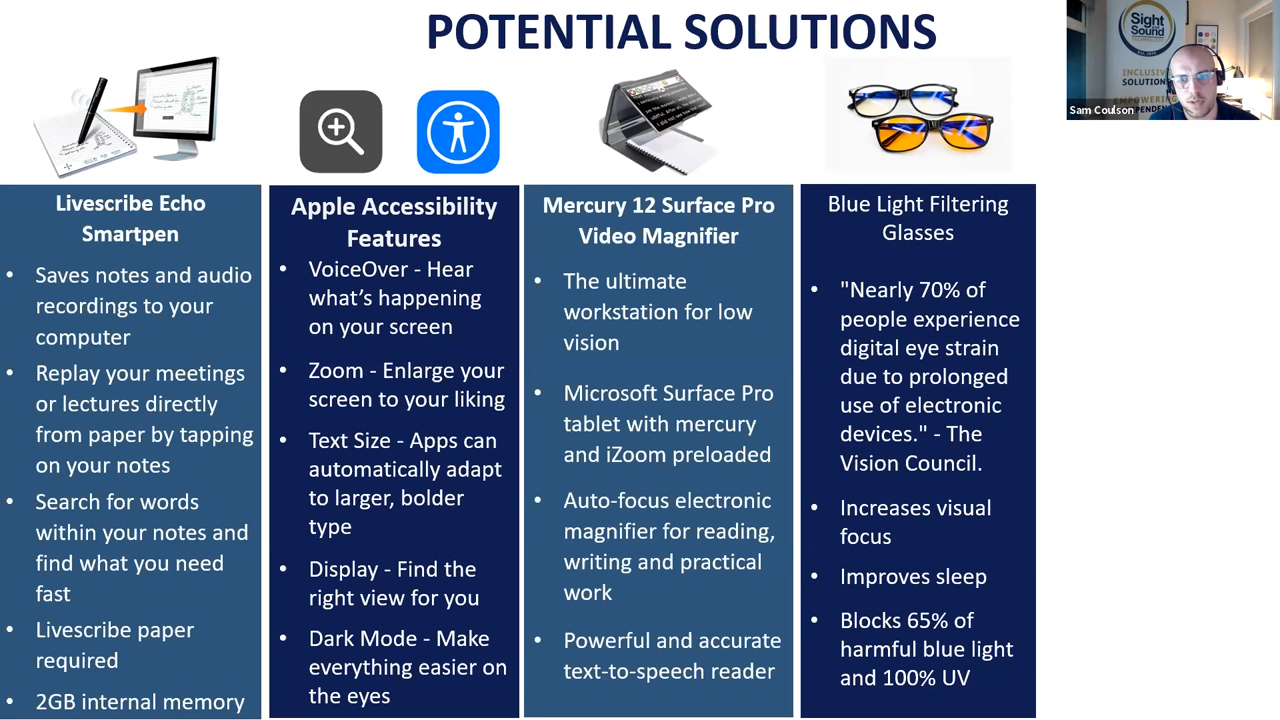 POTENTIAL SOLUTIONS
Sight
Sound
INCLUSIVE
SOLUTION
EMPOWERING
Sam Coulson
Livescribe Echo
Smartpen
• Saves notes and audio
recordings to your
computer
• Replay your meetings
or lectures directly
from paper by tapping
on your notes
• Search for words
within your notes and
find what you need
fast
• Livescribe paper
required
• 2GB internal memory
Apple Accessibility
Features
• VoiceOver - Hear
what's happening
on your screen
• Zoom - Enlarge your
screen to your liking
• Text Size - Apps can
automatically adapt
to larger, bolder
type
• Display - Find the
right view for you
• Dark Mode - Make
everything easier on
the eyes
Mercury 12 Surface Pro
Video Magnifier
• The ultimate
workstation for low
vision
• Microsoft Surface Pro
tablet with mercury
and iZoom preloaded
• Auto-focus electronic
magnifier for reading,
writing and practical
work
• Powerful and accurate
text-to-speech reader
Blue Light Filtering
Glasses
• "Nearly 70% of
people experience
digital eye strain
due to prolonged
use of electronic
devices." - The
Vision Council.
• Increases visual
focus
• Improves sleep
• Blocks 65% of
harmful blue light
and 100% UV